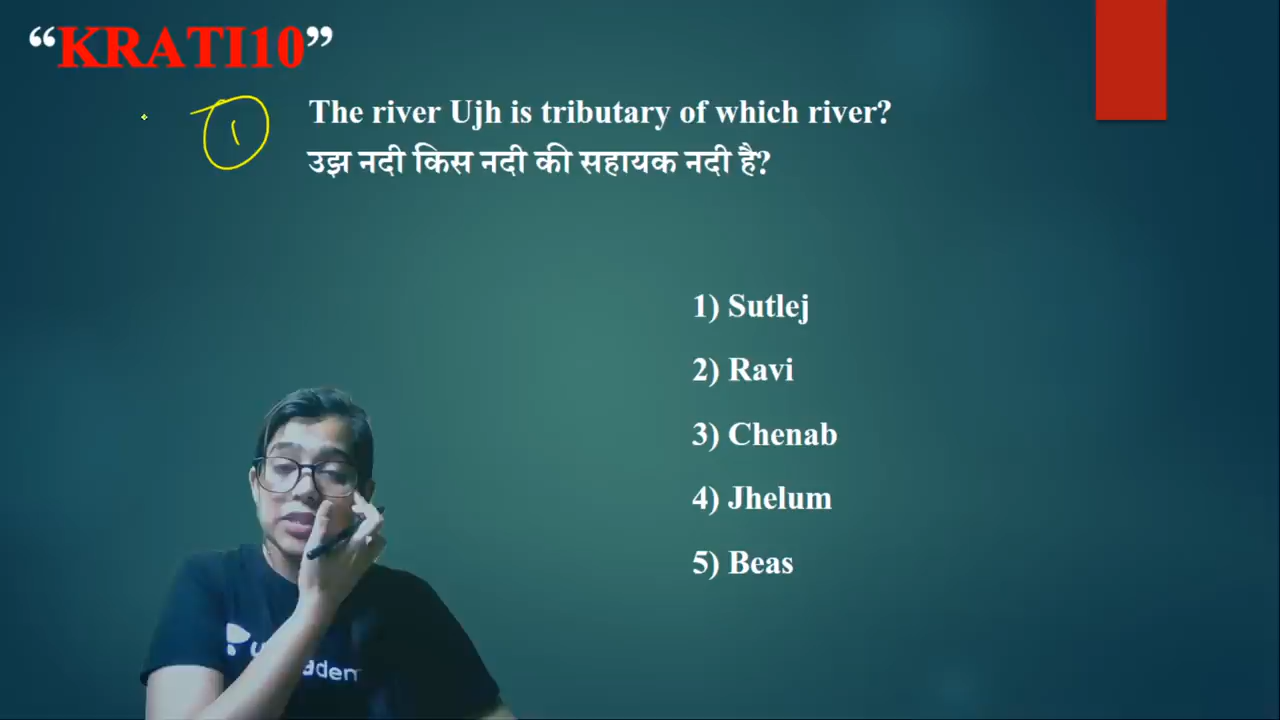 “KRATI10”
1
The river Ujh is tributary of which river?
उझ नदी किस नदी की सहायक नदी है?
1) Sutlej
2) Ravi
3) Chenab
4) Jhelum
5) Beas